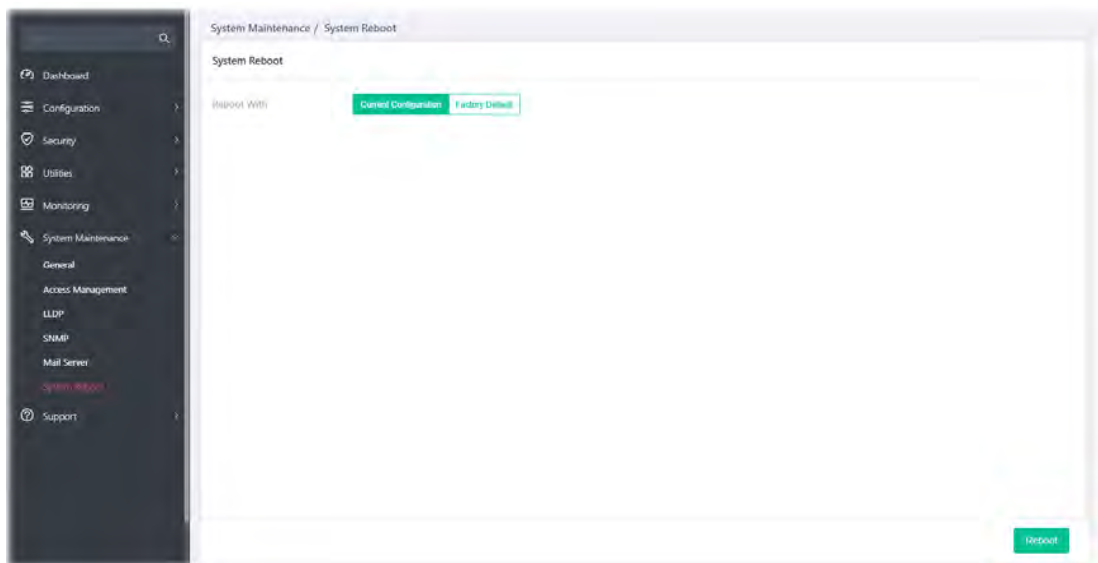 System Maintenance / System Reboot
System Reboot
Dashboard
Configuration
Security
Utilities
Monitoring
System Maintenance
General
Access Management
LLDP
SNMP
Mail Server
System Reboot
Support
Reboot With
Current Configuration
Factory Default
Reboot